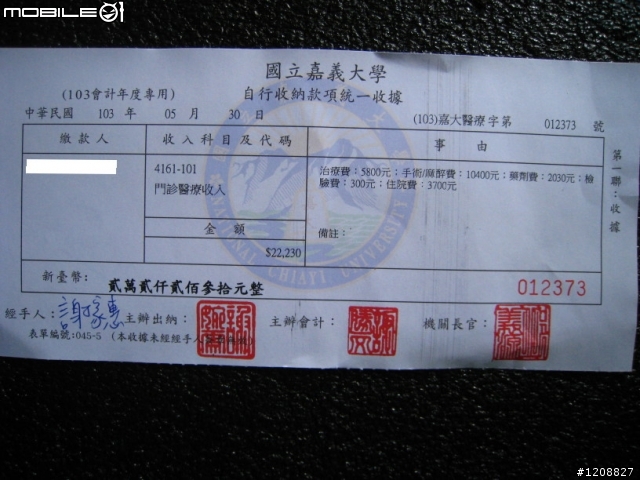 MOBILE01
國立嘉義大學
(103會計年度專用)
自行收納款項統一收據
中華民國 103 年 05 月 30 日
(103)嘉大醫療字第 012373 號
繳款人
收入科目及代碼
事由
4161-101
門診醫療收入
治療費：5800元；手術/麻醉費：10400元；藥劑費：2030元；檢
驗費：300元；住院費：3700元
金額
備註：
$22,230
新臺幣： 貳萬貳仟貳佰參拾元整
012373
第一聯：收據
NATIONAL CHIAYI UNIVERSITY
經手人：
主辦出納：
主辦會計：
機關長官：
表單編號:045-5 (本收據未經經手人
#1208827